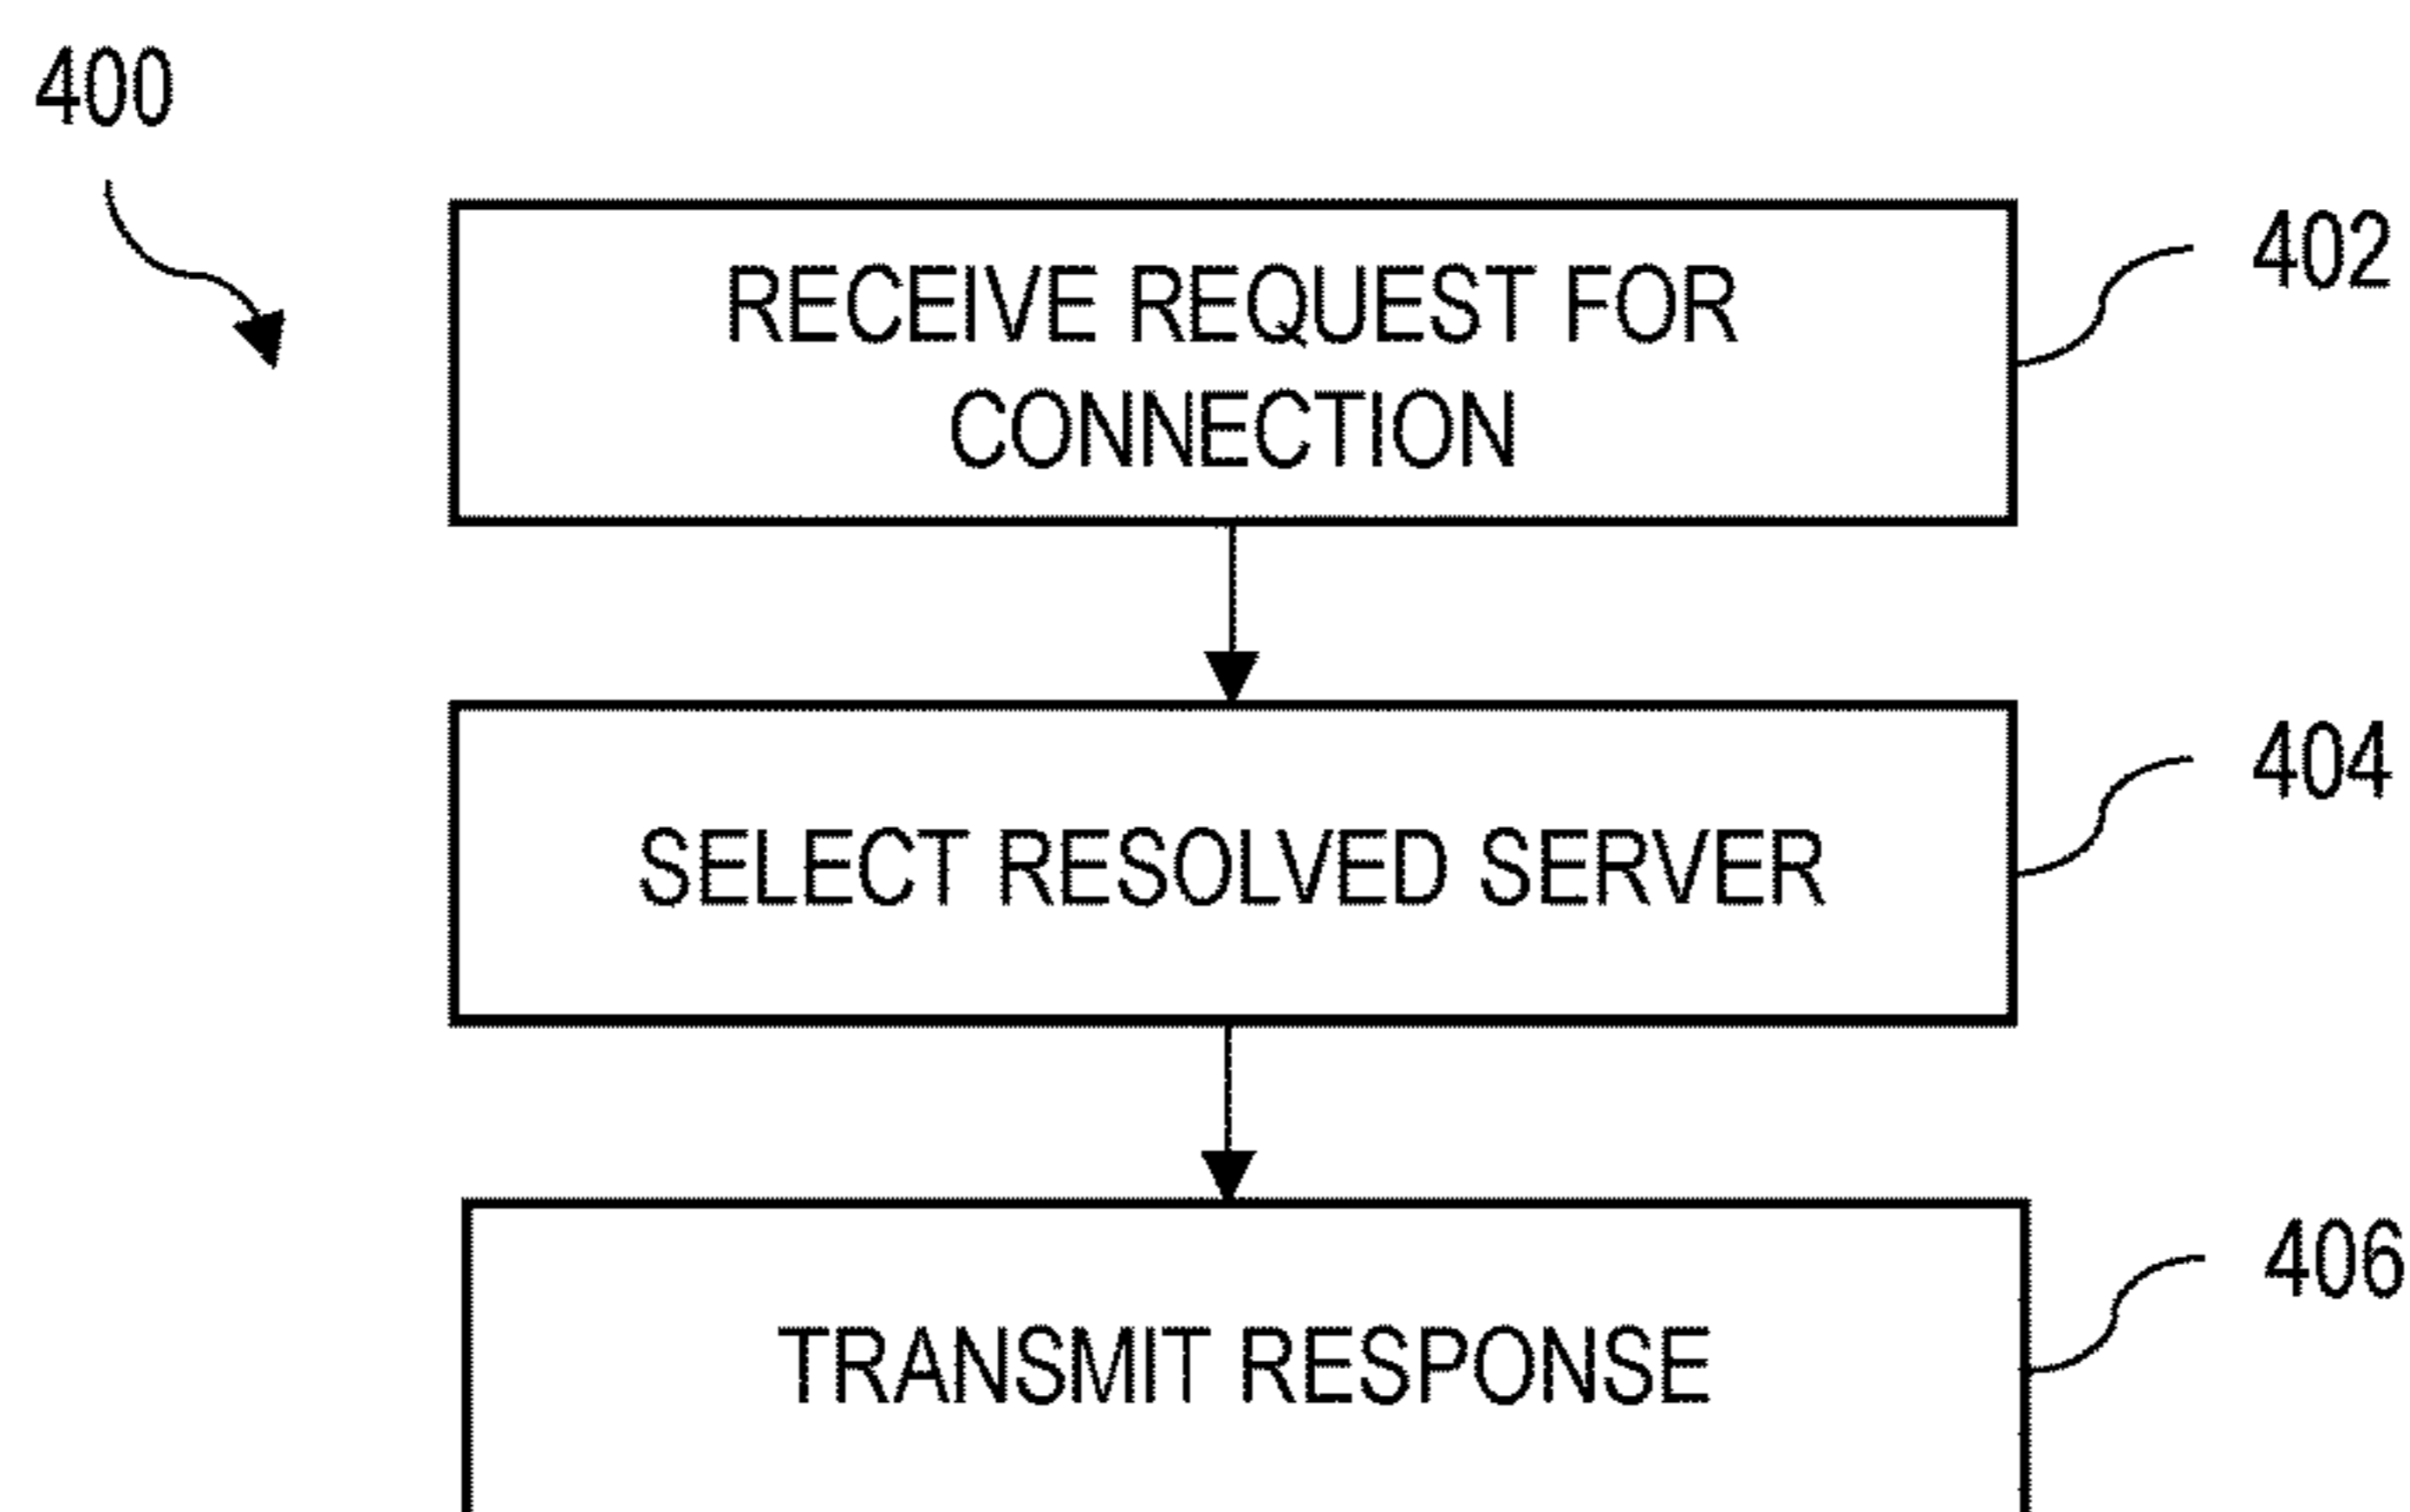 400
402
RECEIVE REQUEST FOR
CONNECTION
404
SELECT RESOLVED SERVER
406
TRANSMIT RESPONSE